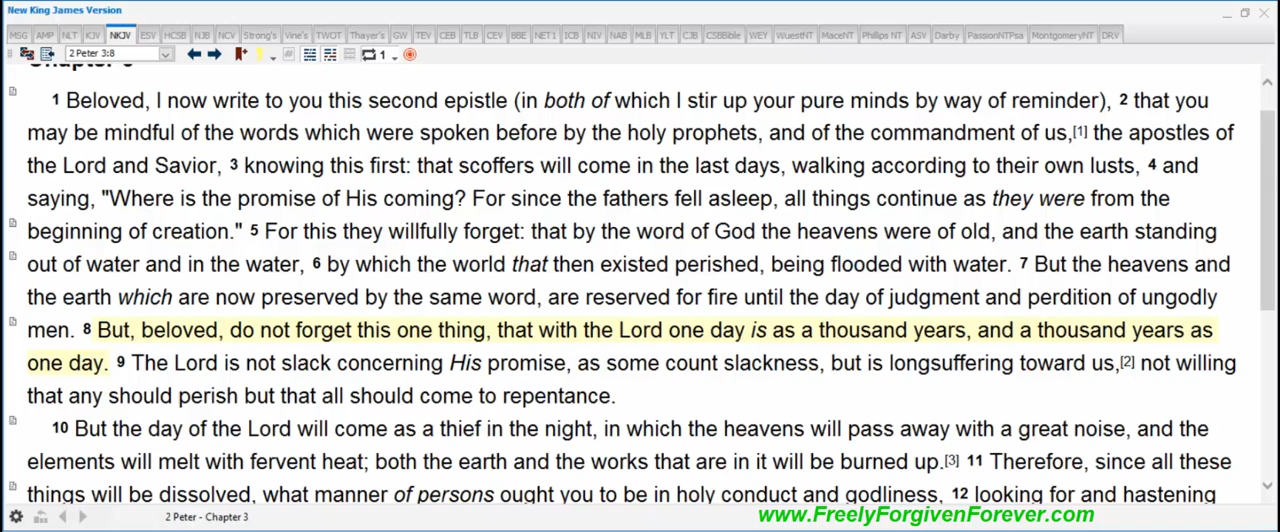 New King James Version
MSG AMP NLT KJV NKJV ESV HCSB NJB NCV Strong's Vine's TWOT Thayer's GW TEV CEB TLB CEV BBE NET1 ICB NIV NAB MLB YLT CJB CSBBible WEY WuestNT MaceNT Phillips NT ASV Darby PassionNTPsa MontgomeryNT DRV
2 Peter 3:8 1
1 Beloved, I now write to you this second epistle (in both of which I stir up your pure minds by way of reminder), 2 that you
may be mindful of the words which were spoken before by the holy prophets, and of the commandment of us,[1] the apostles of
the Lord and Savior, 3 knowing this first: that scoffers will come in the last days, walking according to their own lusts, 4 and
saying, "Where is the promise of His coming? For since the fathers fell asleep, all things continue as they were from the
beginning of creation." 5 For this they willfully forget: that by the word of God the heavens were of old, and the earth standing
out of water and in the water, 6 by which the world that then existed perished, being flooded with water. 7 But the heavens and
the earth which are now preserved by the same word, are reserved for fire until the day of judgment and perdition of ungodly
men. 8 But, beloved, do not forget this one thing, that with the Lord one day is as a thousand years, and a thousand years as
one day. 9 The Lord is not slack concerning His promise, as some count slackness, but is longsuffering toward us,[2] not willing
that any should perish but that all should come to repentance.
10 But the day of the Lord will come as a thief in the night, in which the heavens will pass away with a great noise, and the
elements will melt with fervent heat; both the earth and the works that are in it will be burned up.[3] 11 Therefore, since all these
things will be dissolved, what manner of persons ought you to be in holy conduct and godliness, 12 looking for and hastening
2 Peter - Chapter 3
www.FreelyForgivenForever.com